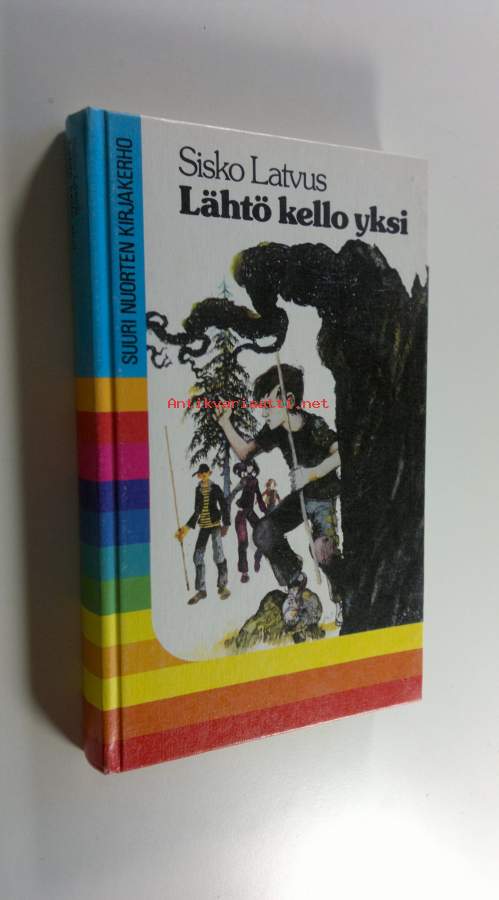 Sisko Latvus
Lähtö kello yksi
SUURI NUORTEN KIRJAKERHO
Antikvariaatti.net